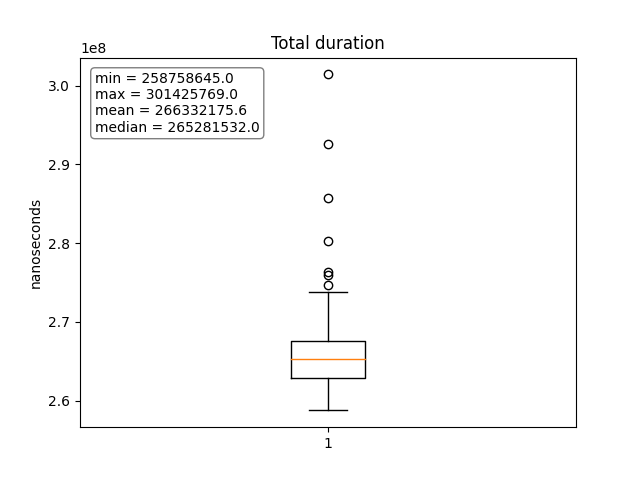 Total duration
1e8
min = 258758645.0
max = 301425769.0
mean = 266332175.6
median = 265281532.0
3.0
2.9
2.8
2.7
2.6
nanoseconds
1